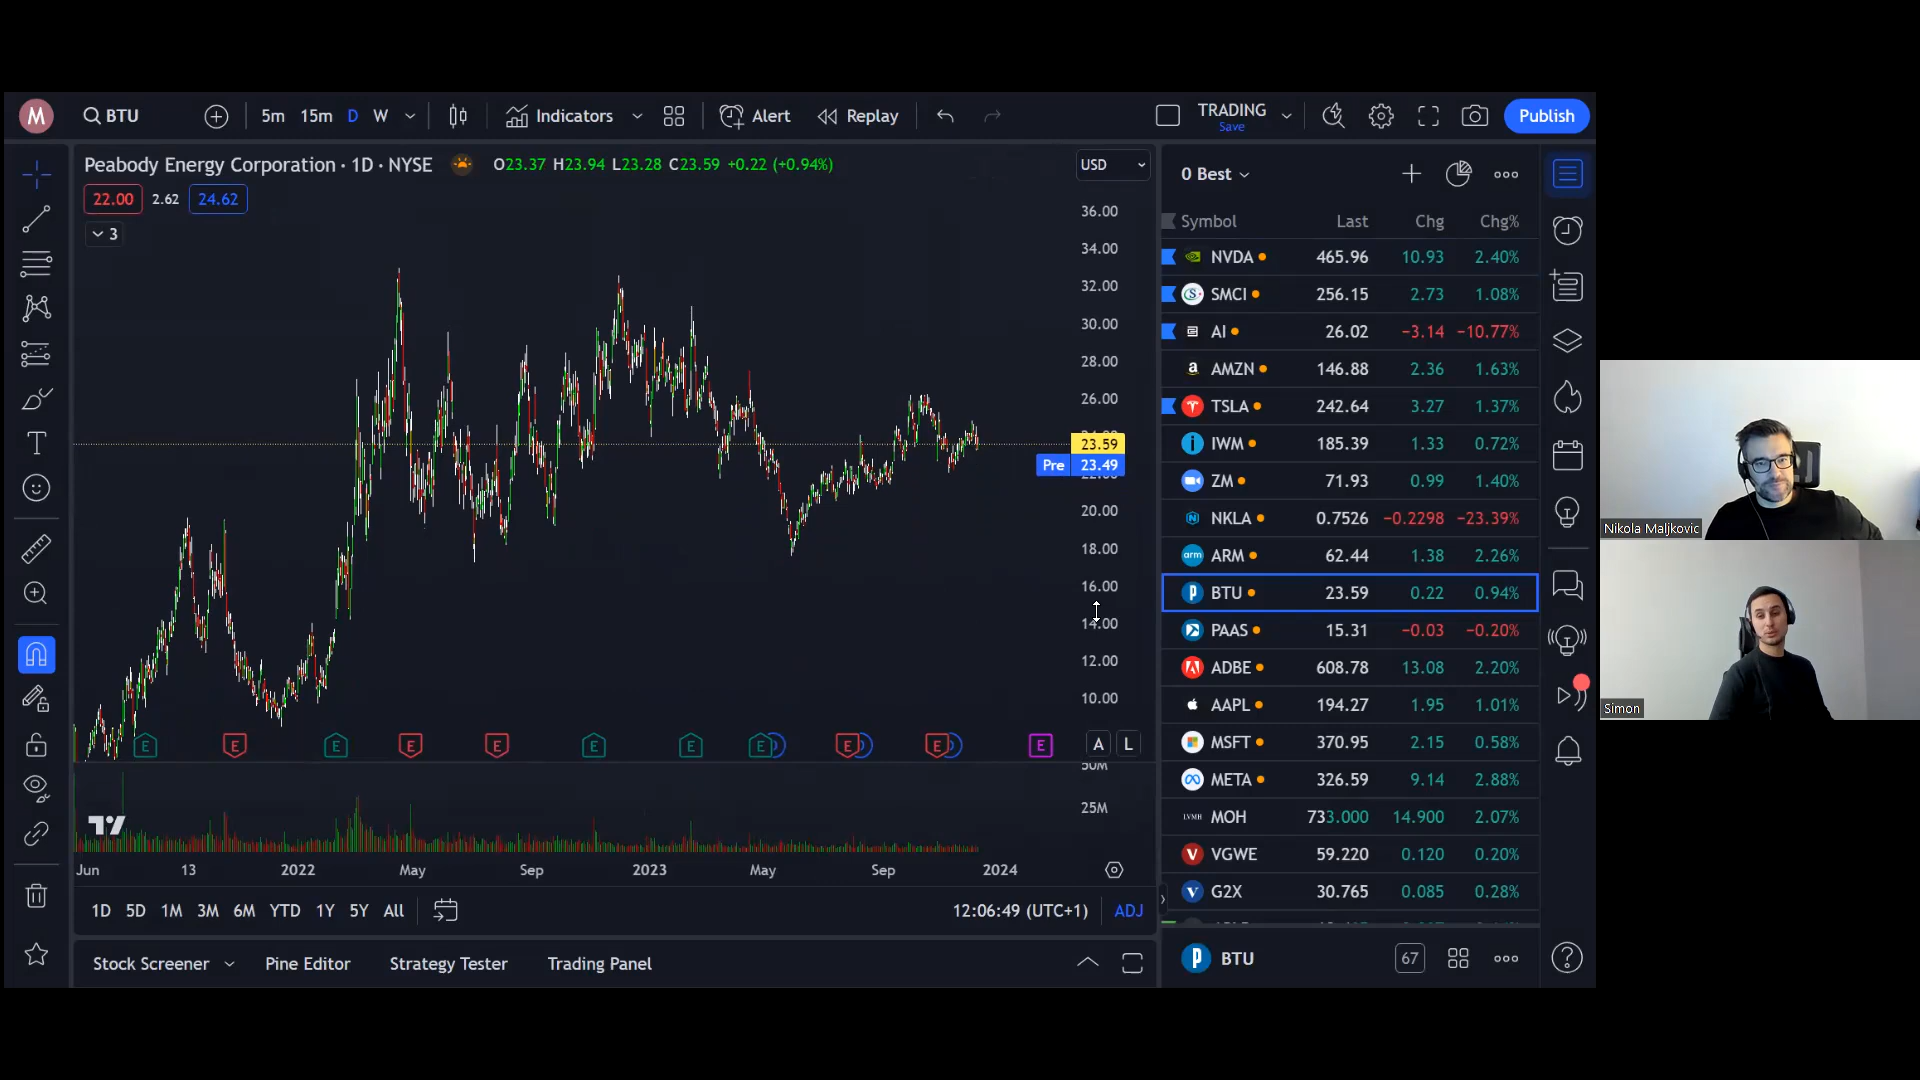 M
BTU
5m 15m D W
Indicators
Alert
Replay
TRADING
Save
Publish
Peabody Energy Corporation · 1D · NYSE
O23.37 H23.94 L23.28 C23.59 +0.22 (+0.94%)
22.00 2.62 24.62
3
USD
36.00
34.00
32.00
30.00
28.00
26.00
23.59
Pre 23.49
20.00
18.00
16.00
14.00
12.00
10.00
E E E E E E E E E E E
A L
50M
25M
Jun 13 2022 May Sep 2023 May Sep 2024
1D 5D 1M 3M 6M YTD 1Y 5Y All
12:06:49 (UTC+1) ADJ
Stock Screener Pine Editor Strategy Tester Trading Panel
0 Best
Symbol Last Chg Chg%
NVDA 465.96 10.93 2.40%
SMCI 256.15 2.73 1.08%
AI 26.02 −3.14 −10.77%
AMZN 146.88 2.36 1.63%
TSLA 242.64 3.27 1.37%
IWM 185.39 1.33 0.72%
ZM 71.93 0.99 1.40%
NKLA 0.7526 −0.2298 −23.39%
arm ARM 62.44 1.38 2.26%
BTU 23.59 0.22 0.94%
PAAS 15.31 −0.03 −0.20%
ADBE 608.78 13.08 2.20%
AAPL 194.27 1.95 1.01%
MSFT 370.95 2.15 0.58%
META 326.59 9.14 2.88%
LVMH MOH 733.000 14.900 2.07%
VGWE 59.220 0.120 0.20%
G2X 30.765 0.085 0.28%
BTU
67
Nikola Maljkovic
Simon